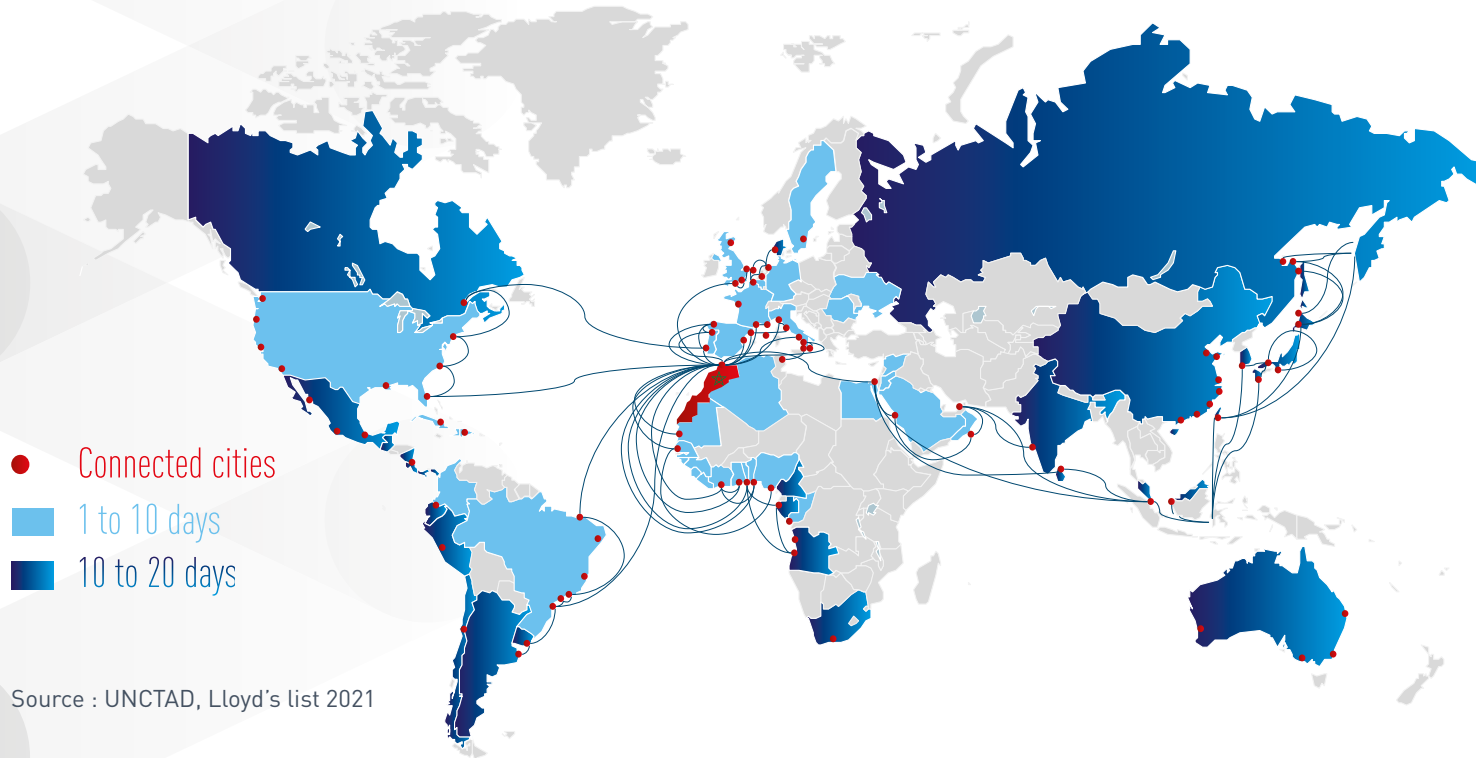 Connected cities
1 to 10 days
10 to 20 days
Source : UNCTAD, Lloyd’s list 2021